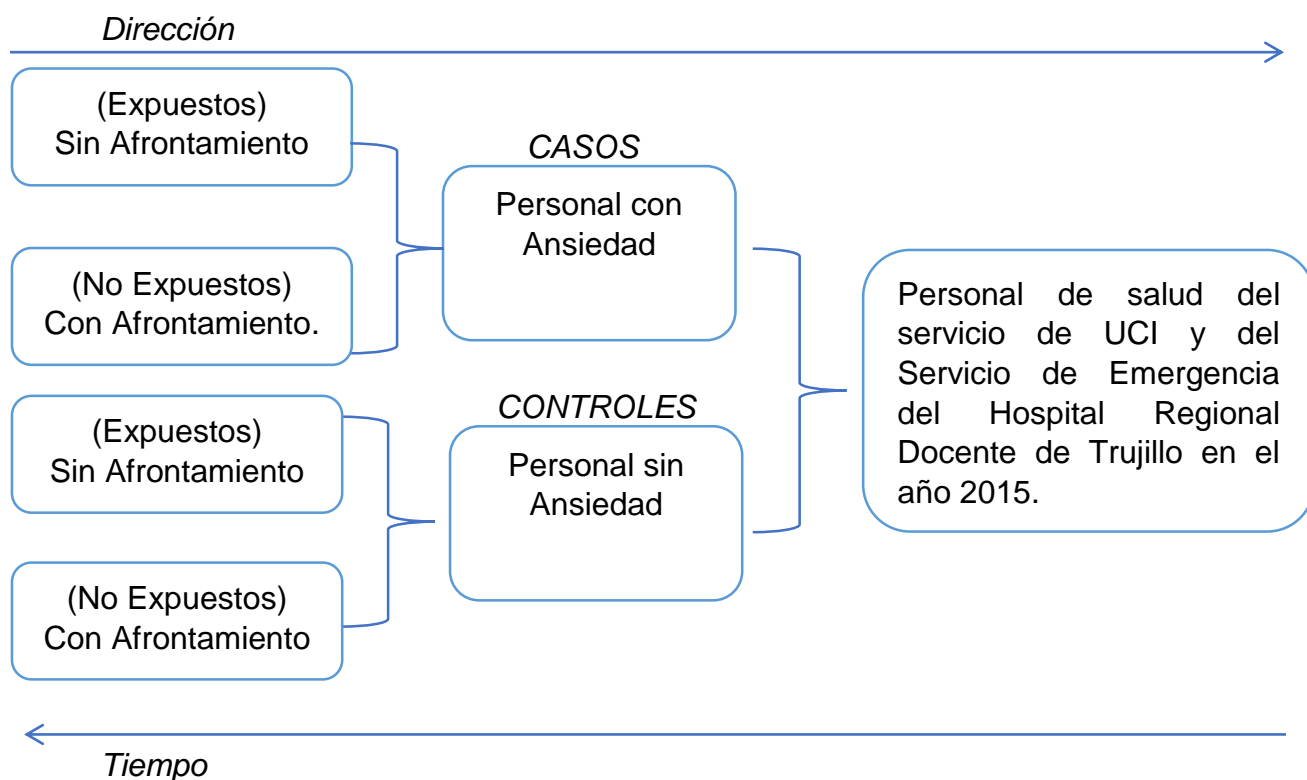 Dirección
(Expuestos)
Sin Afrontamiento
(No Expuestos)
Con Afrontamiento.
(Expuestos)
Sin Afrontamiento
(No Expuestos)
Con Afrontamiento
CASOS
Personal con
Ansiedad
CONTROLES
Personal sin
Ansiedad
Personal de salud del
servicio de UCI y del
Servicio de Emergencia
del Hospital Regional
Docente de Trujillo en el
año 2015.
Tiempo